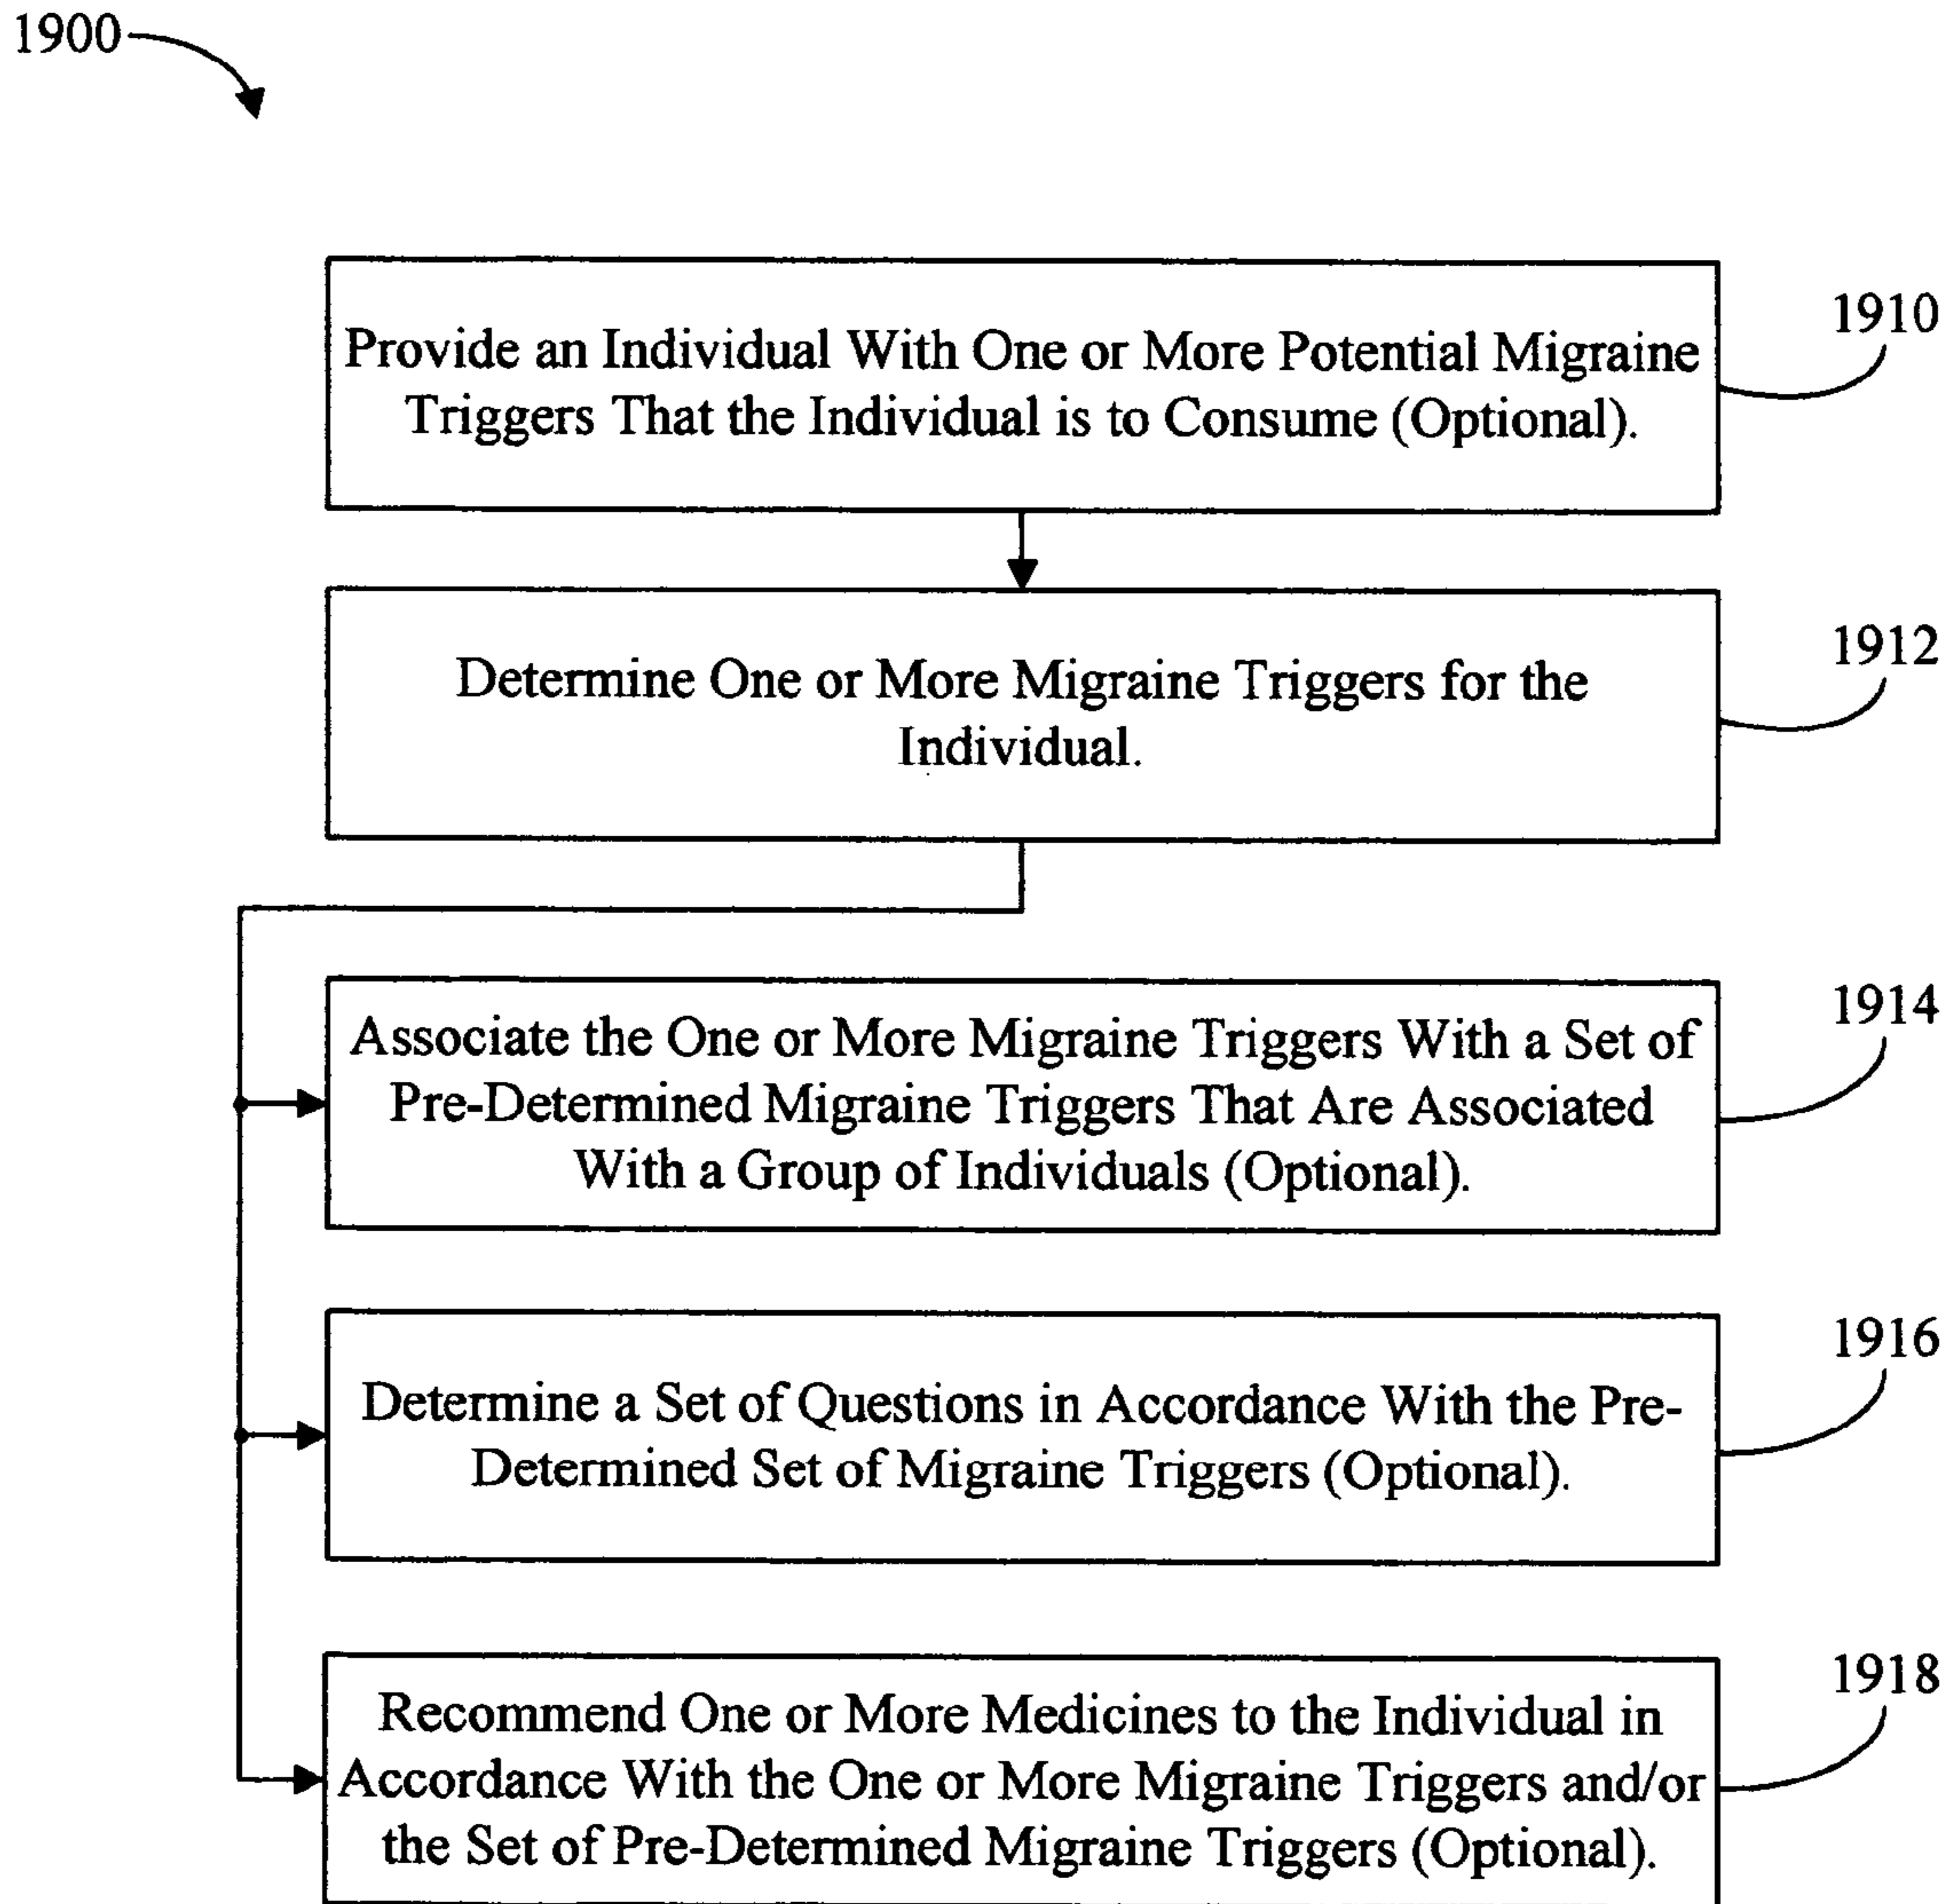 1900
Provide an Individual With One or More Potential Migraine
Triggers That the Individual is to Consume (Optional).
1910
Determine One or More Migraine Triggers for the
Individual.
1912
Associate the One or More Migraine Triggers With a Set of
Pre-Determined Migraine Triggers That Are Associated
With a Group of Individuals (Optional).
1914
Determine a Set of Questions in Accordance With the Pre-
Determined Set of Migraine Triggers (Optional).
1916
Recommend One or More Medicines to the Individual in
Accordance With the One or More Migraine Triggers and/or
the Set of Pre-Determined Migraine Triggers (Optional).
1918